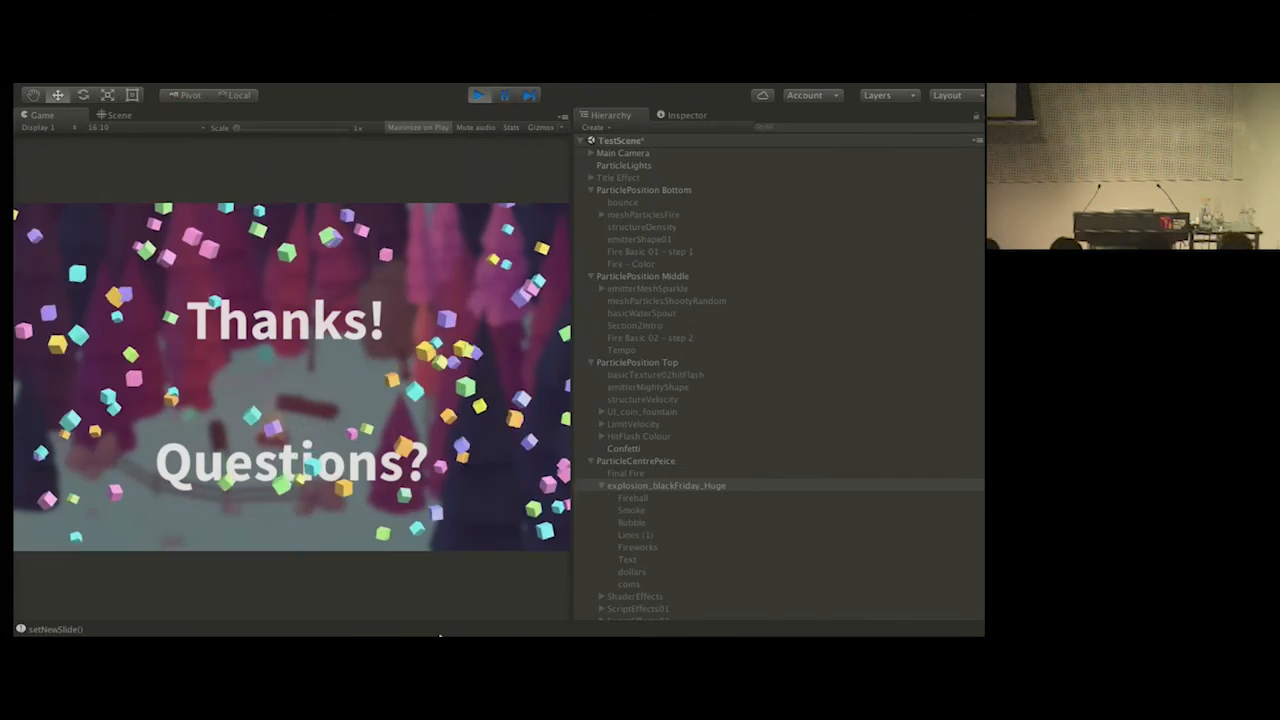 Pivot Local
Account Layers Layout
Game Scene
Display 1 16:10 Scale 1x Maximize on Play Mute audio Stats Gizmos
Hierarchy Inspector
Create
TestScene*
Main Camera
ParticleLights
Title Effect
ParticlePosition Bottom
bounce
meshParticlesFire
structureDensity
emitterShape01
Fire Basic 01 - step 1
Fire - Color
ParticlePosition Middle
emitterMeshSparkle
meshParticlesShootyRandom
basicWaterSpout
Section2Intro
Fire Basic 02 - step 2
Tempo
ParticlePosition Top
basicTexture02hitFlash
emitterMightyShape
structureVelocity
UI_coin_fountain
LimitVelocity
HitFlash Colour
Confetti
ParticleCentrePeice
Final Fire
explosion_blackFriday_Huge
Fireball
Smoke
Bubble
Lines (1)
Fireworks
Text
dollars
coins
ShaderEffects
ScriptEffects01
Thanks!
Questions?
setNewSlide()